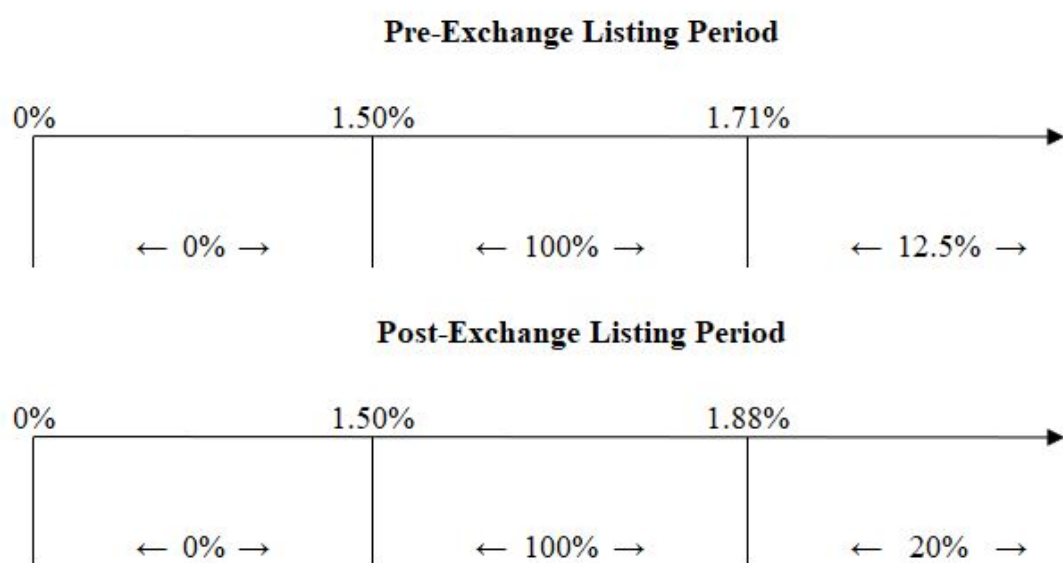 Pre-Exchange Listing Period
0% 1.50% 1.71%
← 0% → ← 100% → ← 12.5% →
Post-Exchange Listing Period
0% 1.50% 1.88%
← 0% → ← 100% → ← 20% →